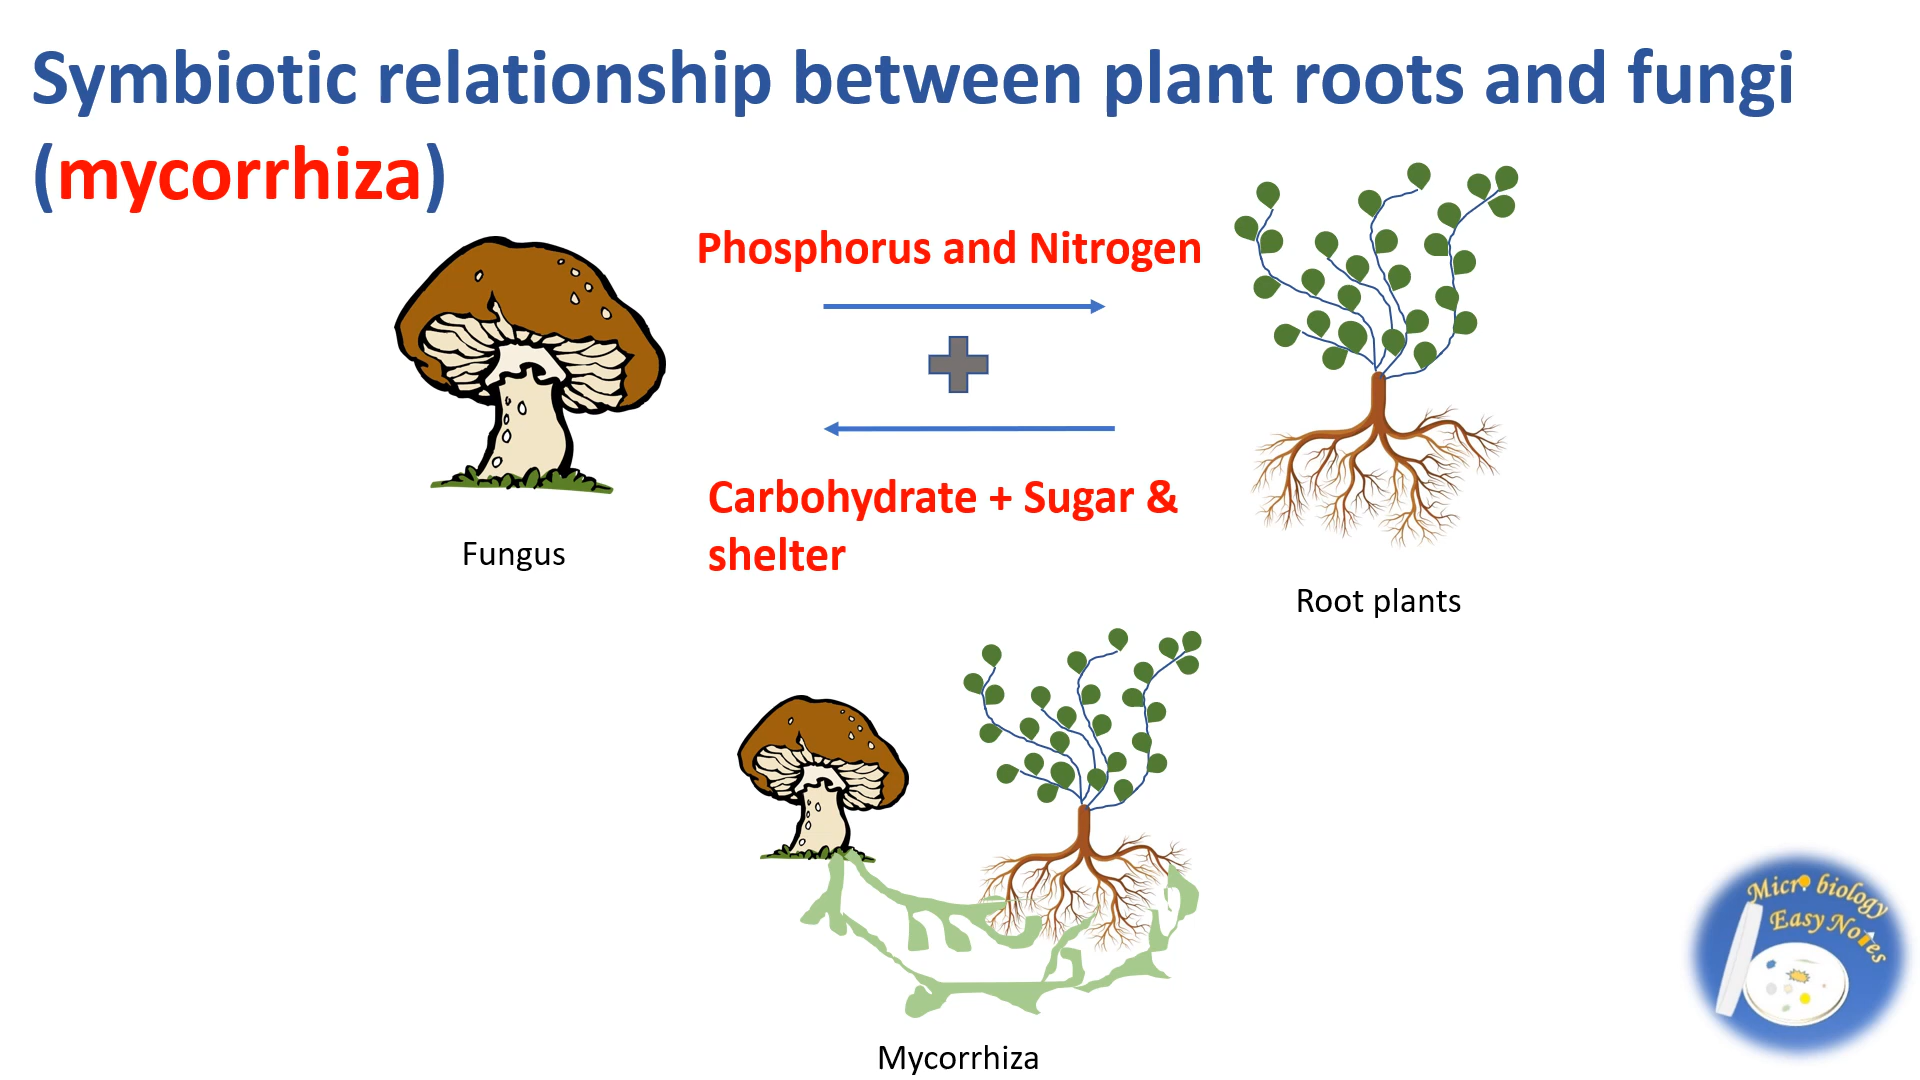 Symbiotic relationship between plant roots and fungi
(mycorrhiza)
Phosphorus and Nitrogen
Carbohydrate + Sugar &
shelter
Fungus
Root plants
Mycorrhiza
Micro biology
Easy Notes